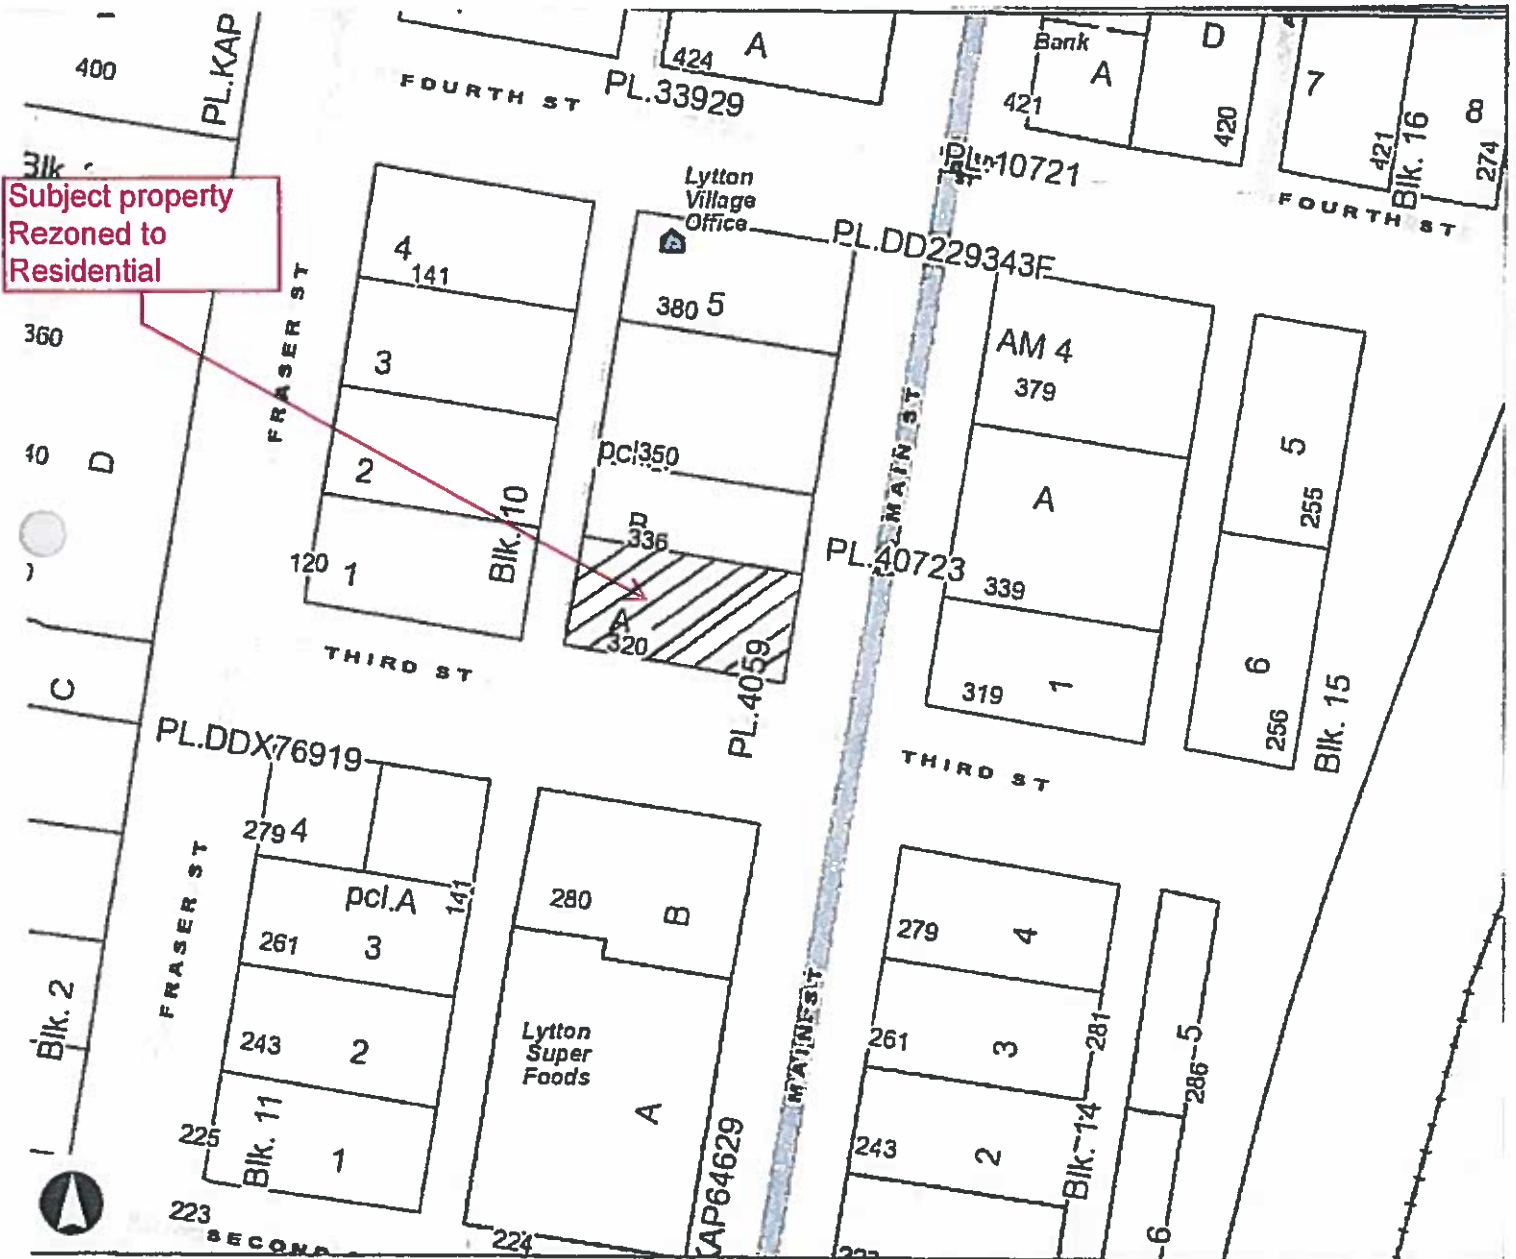 400
PL.KAP
424
A
FOURTH ST
PL.33929
Bank
A
D
421
420
7
421
Blk. 16
8
274
Blk
10721
FOURTH ST
Subject property
Rezoned to
Residential
Lytton
Village
Office
PL.DD229343F
4
141
380 5
FRASER ST
360
3
AM 4
379
MAIN ST
5
255
40
D
2
pcl.
350
A
Blk. 10
336
PL.40723
120
1
339
A
320
THIRD ST
PL.4059
319
1
6
256
Blk. 15
C
PL.DDX76919
THIRD ST
279 4
pcl.A
141
280
B
279
4
FRASER ST
261
3
Blk. 2
243
2
Lytton
Super
Foods
A
MAIN ST
261
3
281
5
286
225
Blk. 11
1
KAP64629
243
2
Blk. 14
223
SECOND
224
6